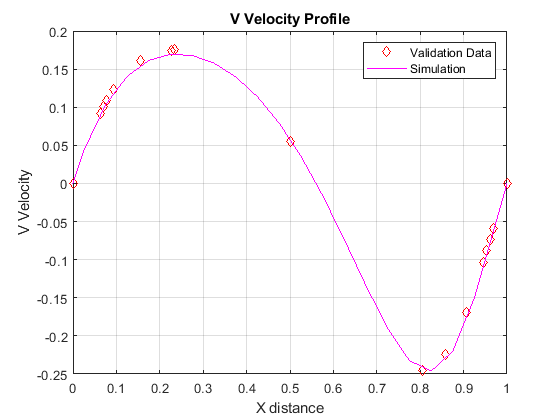 V Velocity Profile
Validation Data
Simulation
0.2
0.15
0.1
0.05
0
-0.05
-0.1
-0.15
-0.2
-0.25
V Velocity
0 0.1 0.2 0.3 0.4 0.5 0.6 0.7 0.8 0.9 1
X distance